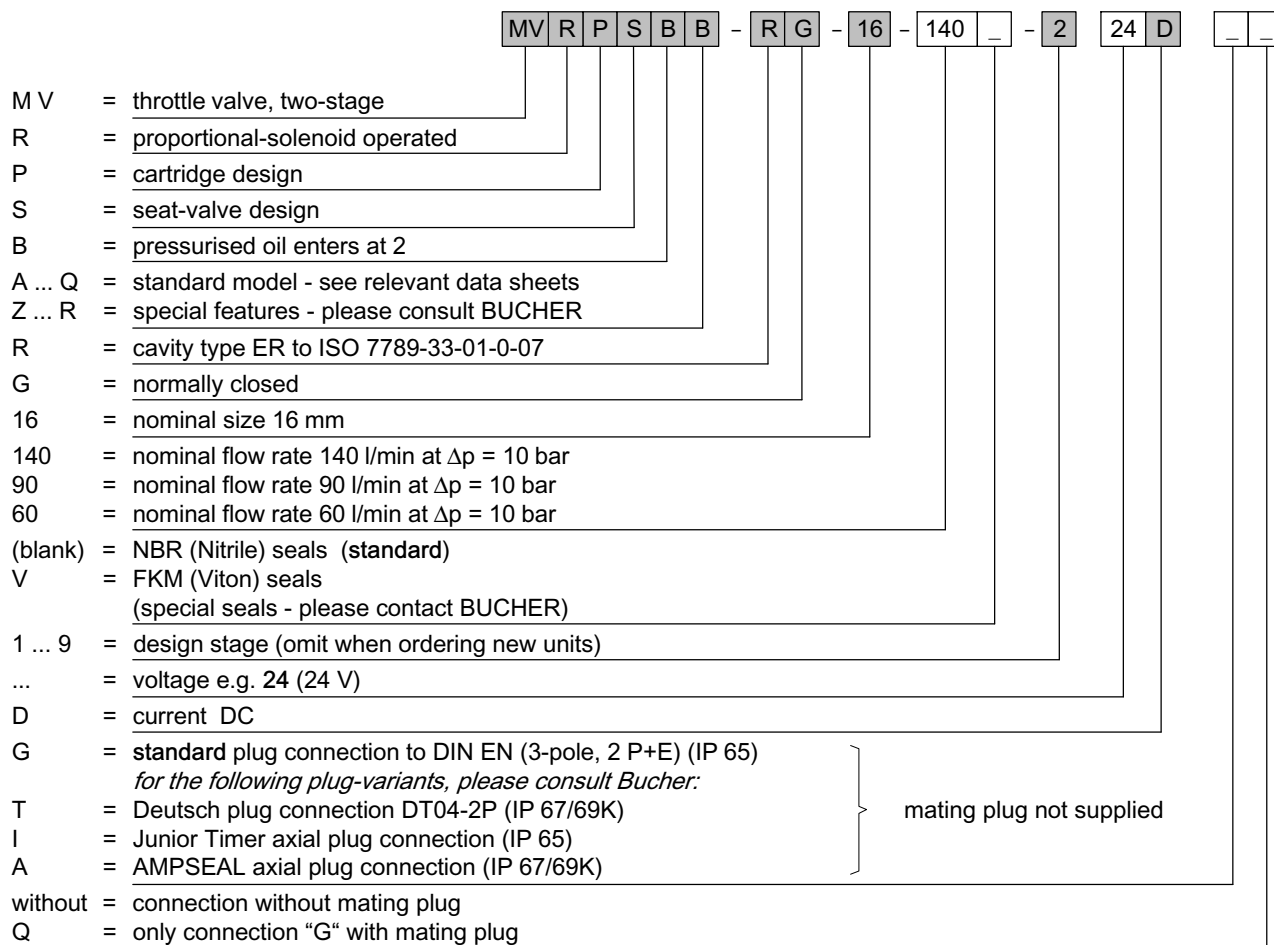 MV R P S B B - R G - 16 - 140 _ - 2 24 D _ _
M V = throttle valve, two-stage
R = proportional-solenoid operated
P = cartridge design
S = seat-valve design
B = pressurised oil enters at 2
A ... Q = standard model - see relevant data sheets
Z ... R = special features - please consult BUCHER
R = cavity type ER to ISO 7789-33-01-0-07
G = normally closed
16 = nominal size 16 mm
140 = nominal flow rate 140 l/min at ∆p = 10 bar
90 = nominal flow rate 90 l/min at ∆p = 10 bar
60 = nominal flow rate 60 l/min at ∆p = 10 bar
(blank) = NBR (Nitrile) seals (standard)
V = FKM (Viton) seals
(special seals - please contact BUCHER)
1 ... 9 = design stage (omit when ordering new units)
... = voltage e.g. 24 (24 V)
D = current DC
G = standard plug connection to DIN EN (3-pole, 2 P+E) (IP 65)
for the following plug-variants, please consult Bucher:
T = Deutsch plug connection DT04-2P (IP 67/69K) mating plug not supplied
I = Junior Timer axial plug connection (IP 65)
A = AMPSEAL axial plug connection (IP 67/69K)
without = connection without mating plug
Q = only connection “G“ with mating plug